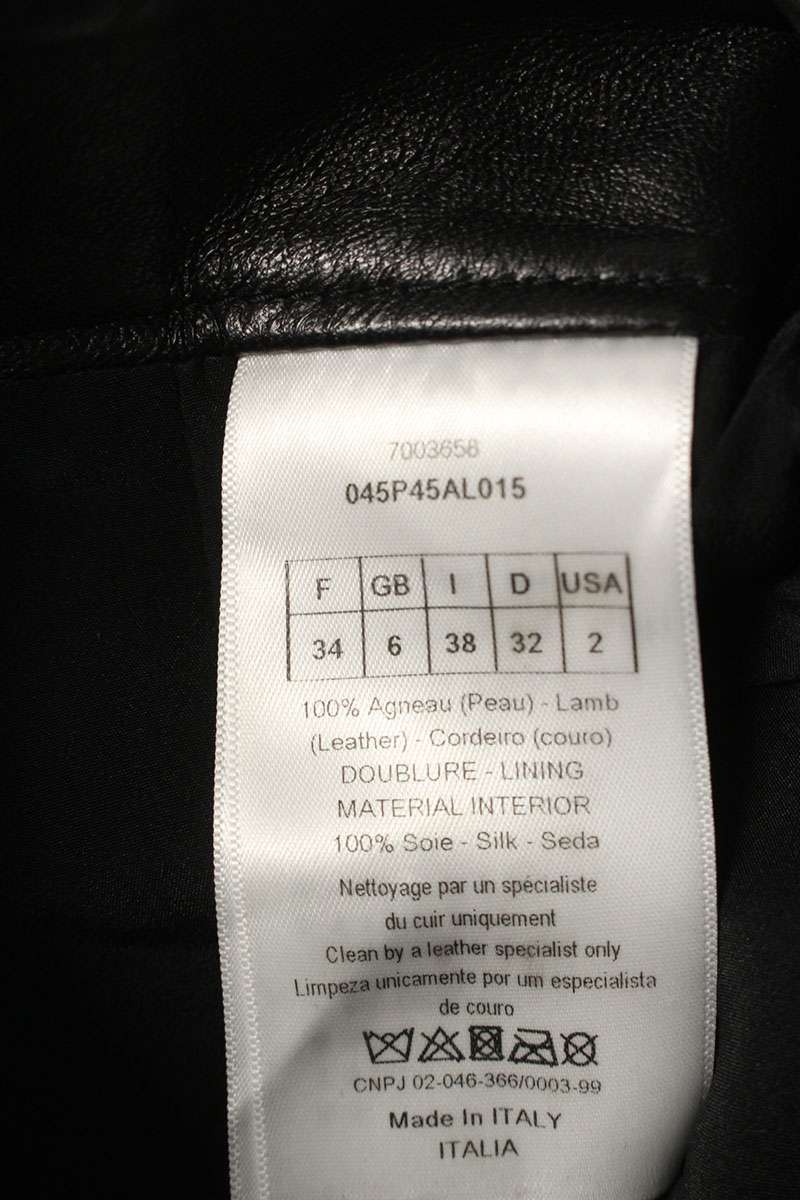 7003658
045P45AL015
F GB I D USA
34 6 38 32 2
100% Agneau (Peau) - Lamb
(Leather) - Cordeiro (couro)
DOUBLURE - LINING
MATERIAL INTERIOR
100% Soie - Silk - Seda
Nettoyage par un spécialiste
du cuir uniquement
Clean by a leather specialist only
Limpeza unicamente por um especialista
de couro
CNPJ 02-046-366/0003-99
Made In ITALY
ITALIA